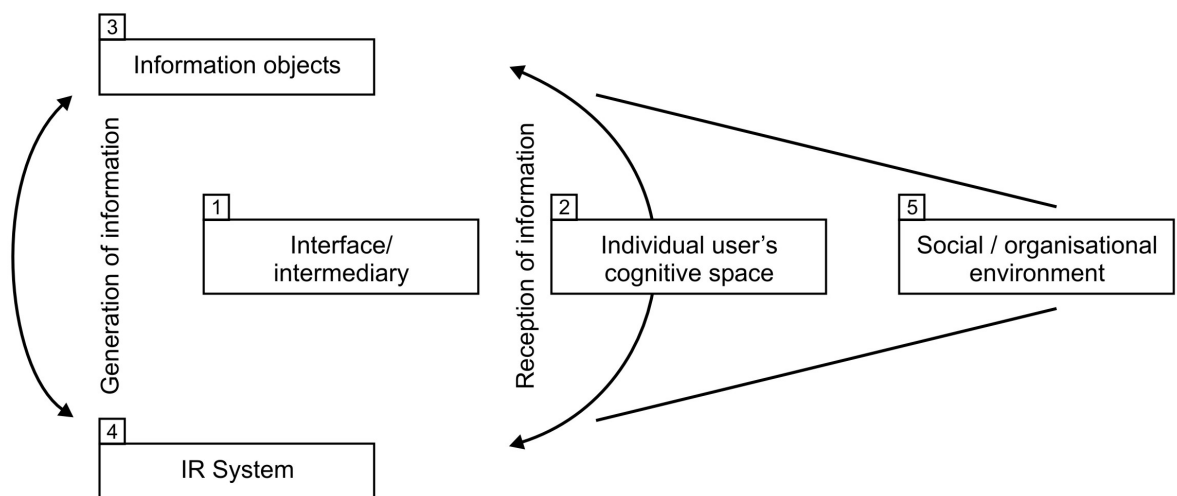 3
Information objects
Generation of information
1
Interface/
intermediary
Reception of information
2
Individual user’s
cognitive space
5
Social / organisational
environment
4
IR System